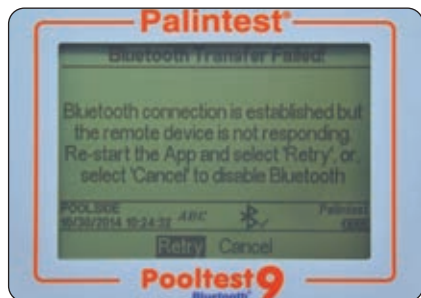 Palintest®
Bluetooth Transfer Failed!
Bluetooth connection is established but
the remote device is not responding.
Re-start the App and select 'Retry', or,
select 'Cancel' to disable Bluetooth
POOLSIDE
ABC
Palintest
10/30/2014 10:24:32
Retry Cancel
Pooltest 9
Bluetooth®